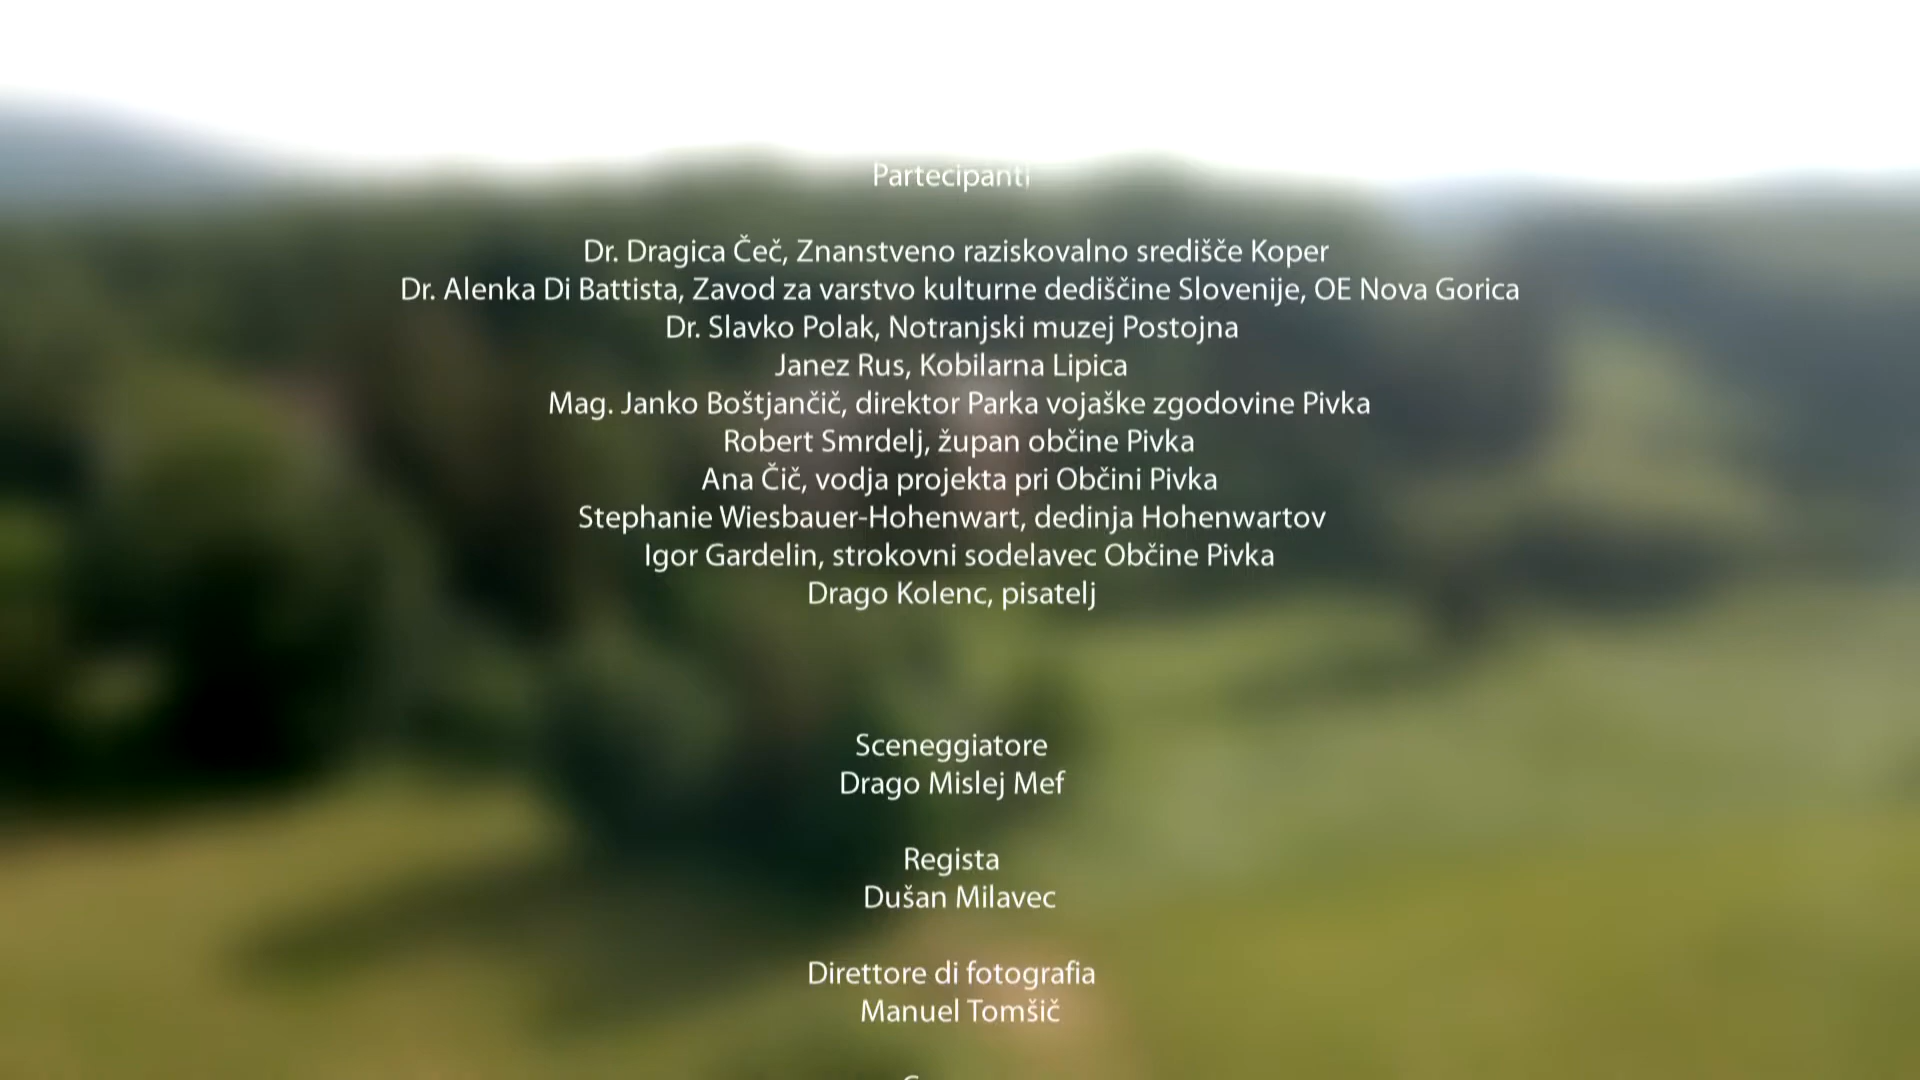 Partecipanti
Dr. Dragica Čeč, Znanstveno raziskovalno središče Koper
Dr. Alenka Di Battista, Zavod za varstvo kulturne dediščine Slovenije, OE Nova Gorica
Dr. Slavko Polak, Notranjski muzej Postojna
Janez Rus, Kobilarna Lipica
Mag. Janko Boštjančič, direktor Parka vojaške zgodovine Pivka
Robert Smrdelj, župan občine Pivka
Ana Čič, vodja projekta pri Občini Pivka
Stephanie Wiesbauer-Hohenwart, dedinja Hohenwartov
Igor Gardelin, strokovni sodelavec Občine Pivka
Drago Kolenc, pisatelj
Sceneggiatore
Drago Mislej Mef
Regista
Dušan Milavec
Direttore di fotografia
Manuel Tomšič